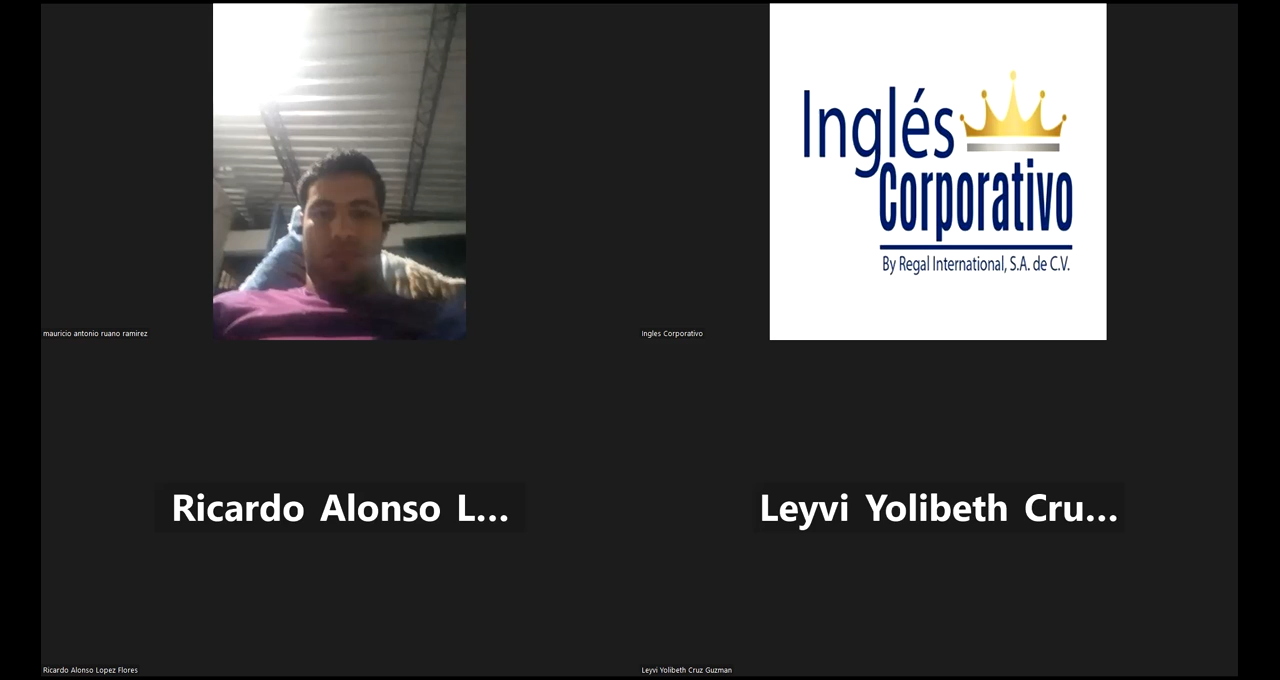 Inglés
Corporativo
By Regal International, S.A. de C.V.
mauricio antonio ruano ramirez
Ingles Corporativo
Ricardo Alonso L...
Leyvi Yolibeth Cru...
Ricardo Alonso Lopez Flores
Leyvi Yolibeth Cruz Guzman